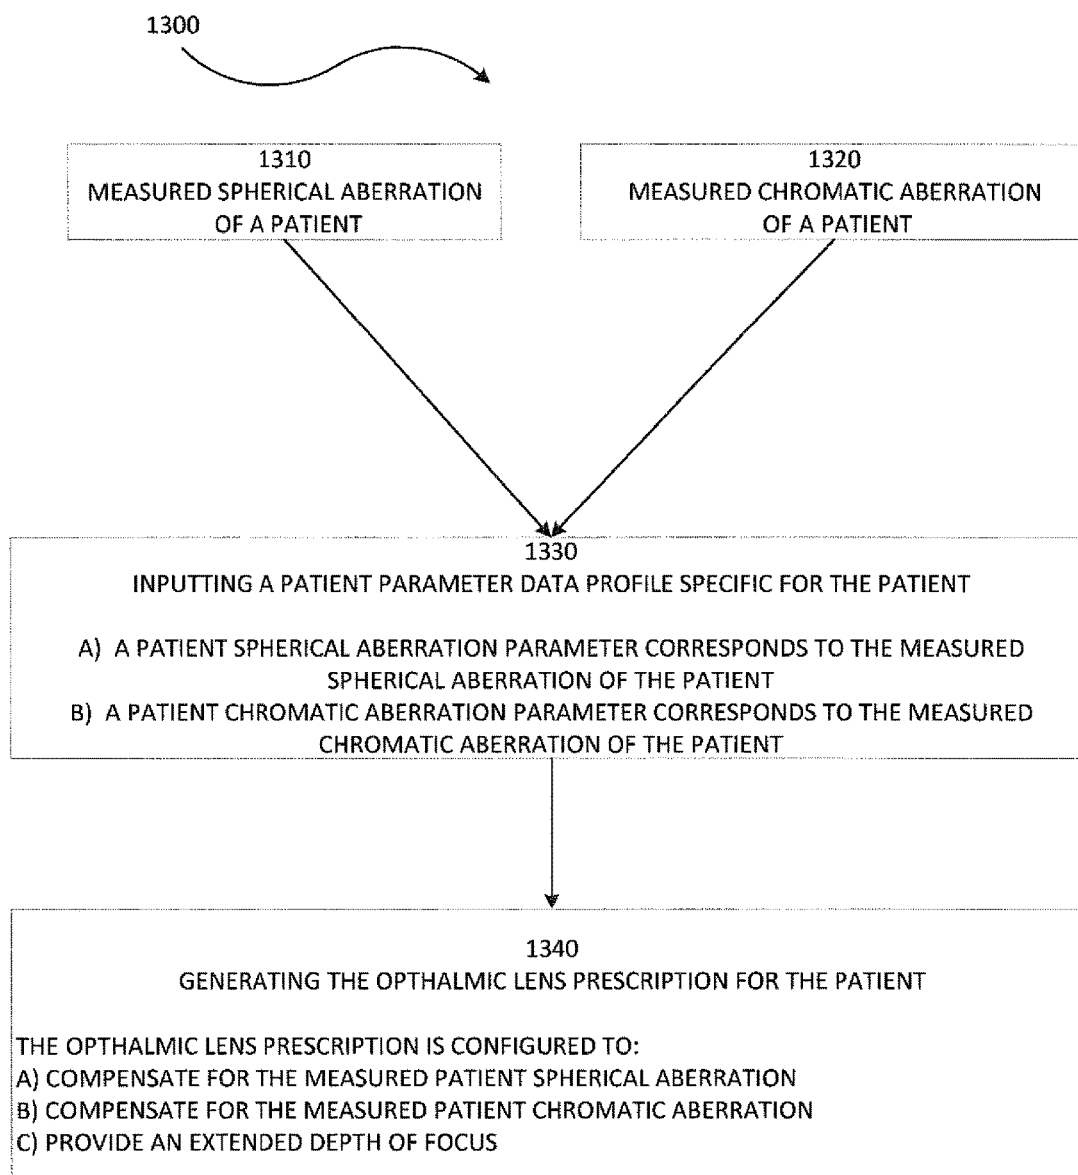 1300
1310
MEASURED SPHERICAL ABERRATION
OF A PATIENT
1320
MEASURED CHROMATIC ABERRATION
OF A PATIENT
1330
INPUTTING A PATIENT PARAMETER DATA PROFILE SPECIFIC FOR THE PATIENT
A) A PATIENT SPHERICAL ABERRATION PARAMETER CORRESPONDS TO THE MEASURED
SPHERICAL ABERRATION OF THE PATIENT
B) A PATIENT CHROMATIC ABERRATION PARAMETER CORRESPONDS TO THE MEASURED
CHROMATIC ABERRATION OF THE PATIENT
1340
GENERATING THE OPTHALMIC LENS PRESCRIPTION FOR THE PATIENT
THE OPTHALMIC LENS PRESCRIPTION IS CONFIGURED TO:
A) COMPENSATE FOR THE MEASURED PATIENT SPHERICAL ABERRATION
B) COMPENSATE FOR THE MEASURED PATIENT CHROMATIC ABERRATION
C) PROVIDE AN EXTENDED DEPTH OF FOCUS